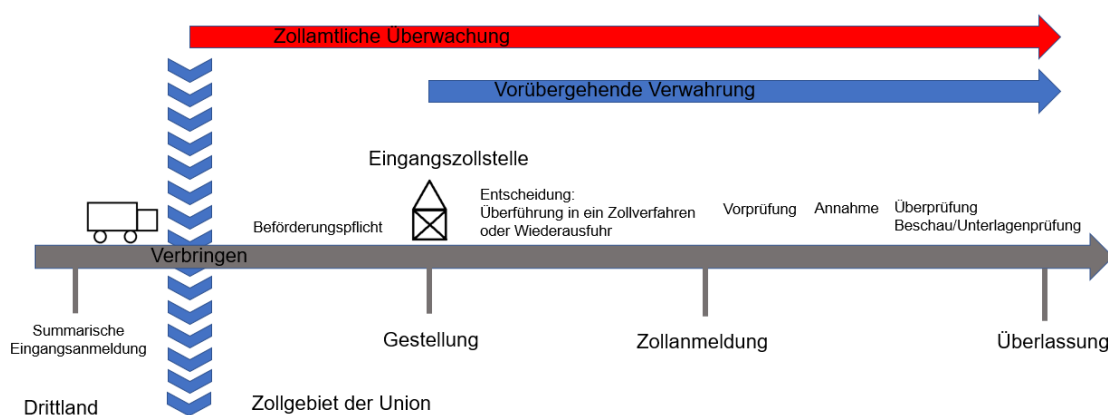 Zollamtliche Überwachung
Vorübergehende Verwahrung
Eingangszollstelle
Beförderungspflicht
Entscheidung:
Überführung in ein Zollverfahren
oder Wiederausfuhr
Vorprüfung
Annahme
Überprüfung
Beschau/Unterlagenprüfung
Verbringen
Summarische
Eingangsanmeldung
Gestellung
Zollanmeldung
Überlassung
Drittland
Zollgebiet der Union